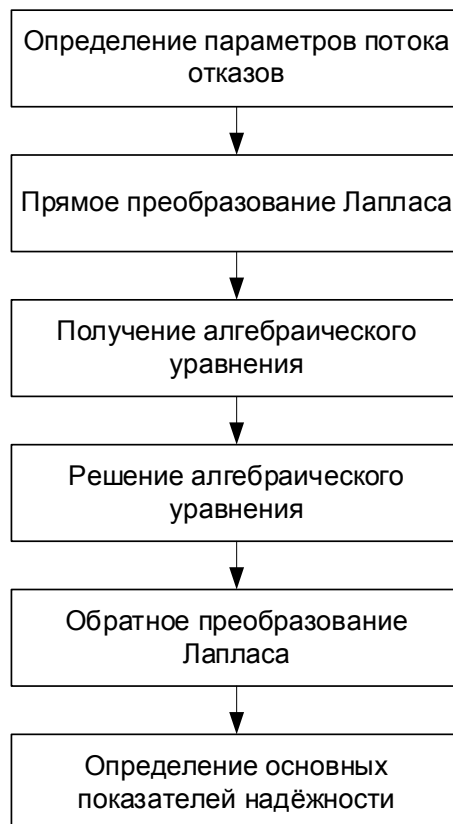 Определение параметров потока
отказов
Прямое преобразование Лапласа
Получение алгебраического
уравнения
Решение алгебраического
уравнения
Обратное преобразование
Лапласа
Определение основных
показателей надёжности